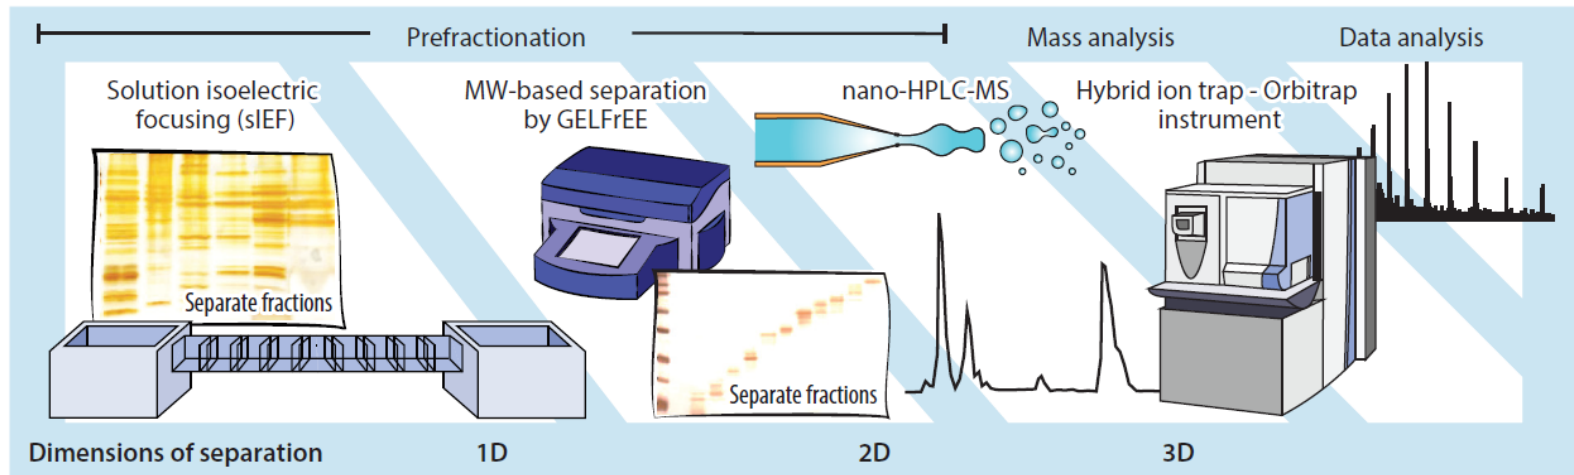 Prefractionation
Mass analysis
Data analysis
Solution isoelectric
focusing (sIEF)
MW-based separation
by GELFrEE
nano-HPLC-MS
Hybrid ion trap - Orbitrap
instrument
Separate fractions
Separate fractions
Dimensions of separation
1D
2D
3D